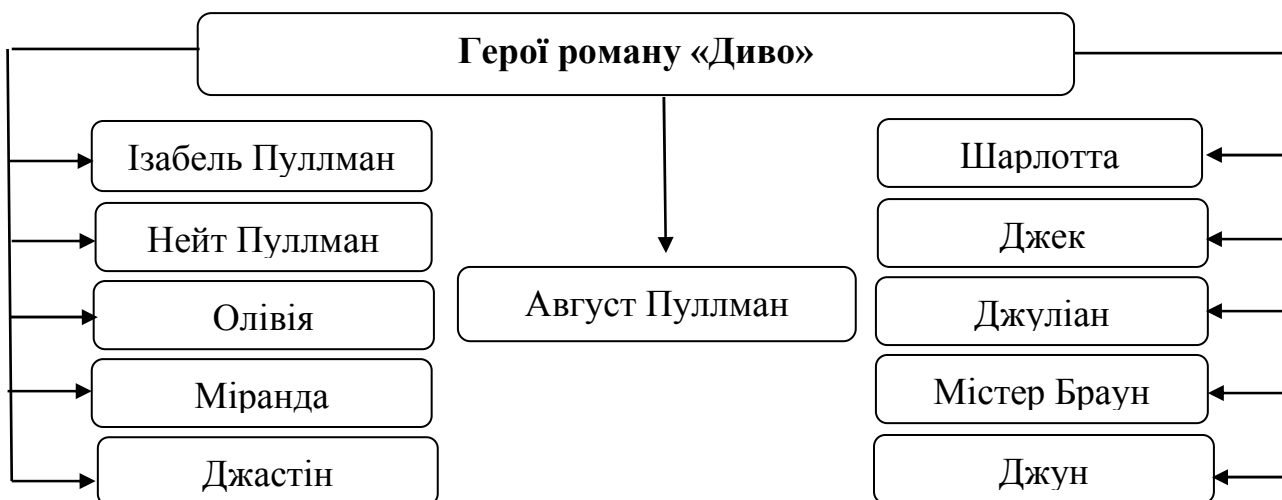 Герої роману «Диво»
Ізабель Пуллман
Нейт Пуллман
Олівія
Міранда
Джастін
Август Пуллман
Шарлотта
Джек
Джуліан
Містер Браун
Джун